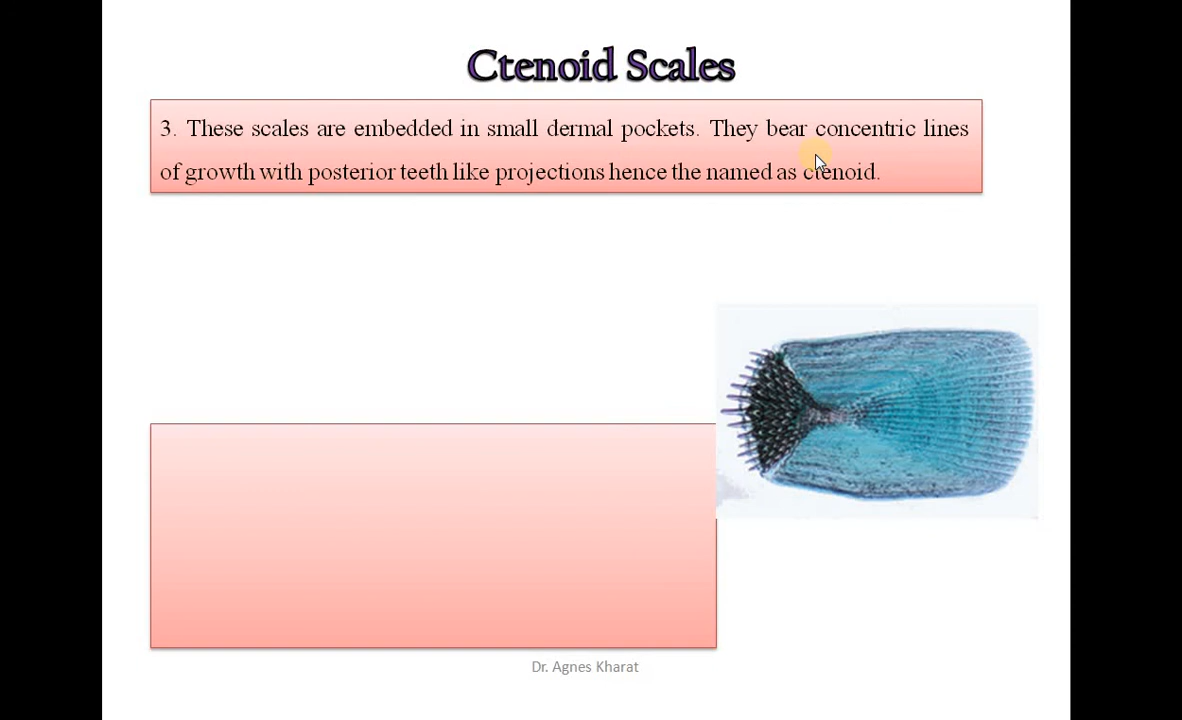 Ctenoid Scales
3. These scales are embedded in small dermal pockets. They bear concentric lines
of growth with posterior teeth like projections hence the named as ctenoid.
Dr. Agnes Kharat